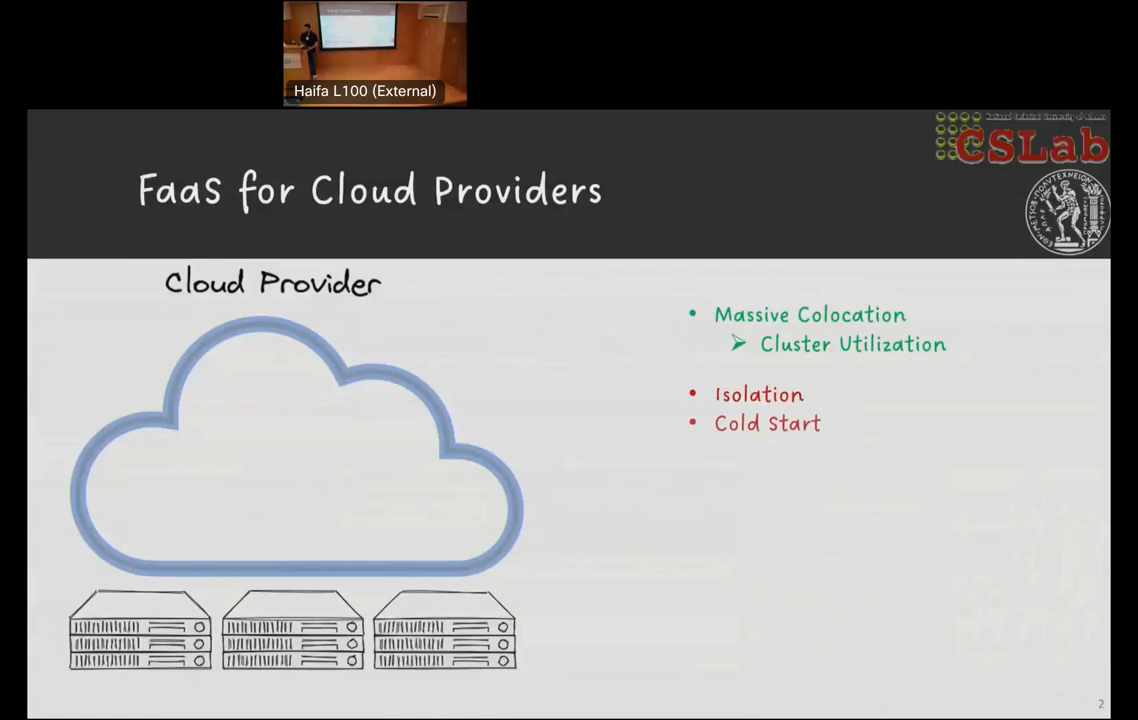 Haifa L100 (External)
CSLab
FaaS for Cloud Providers
Cloud Provider
• Massive Colocation
➢ Cluster Utilization
• Isolation
• Cold Start
2